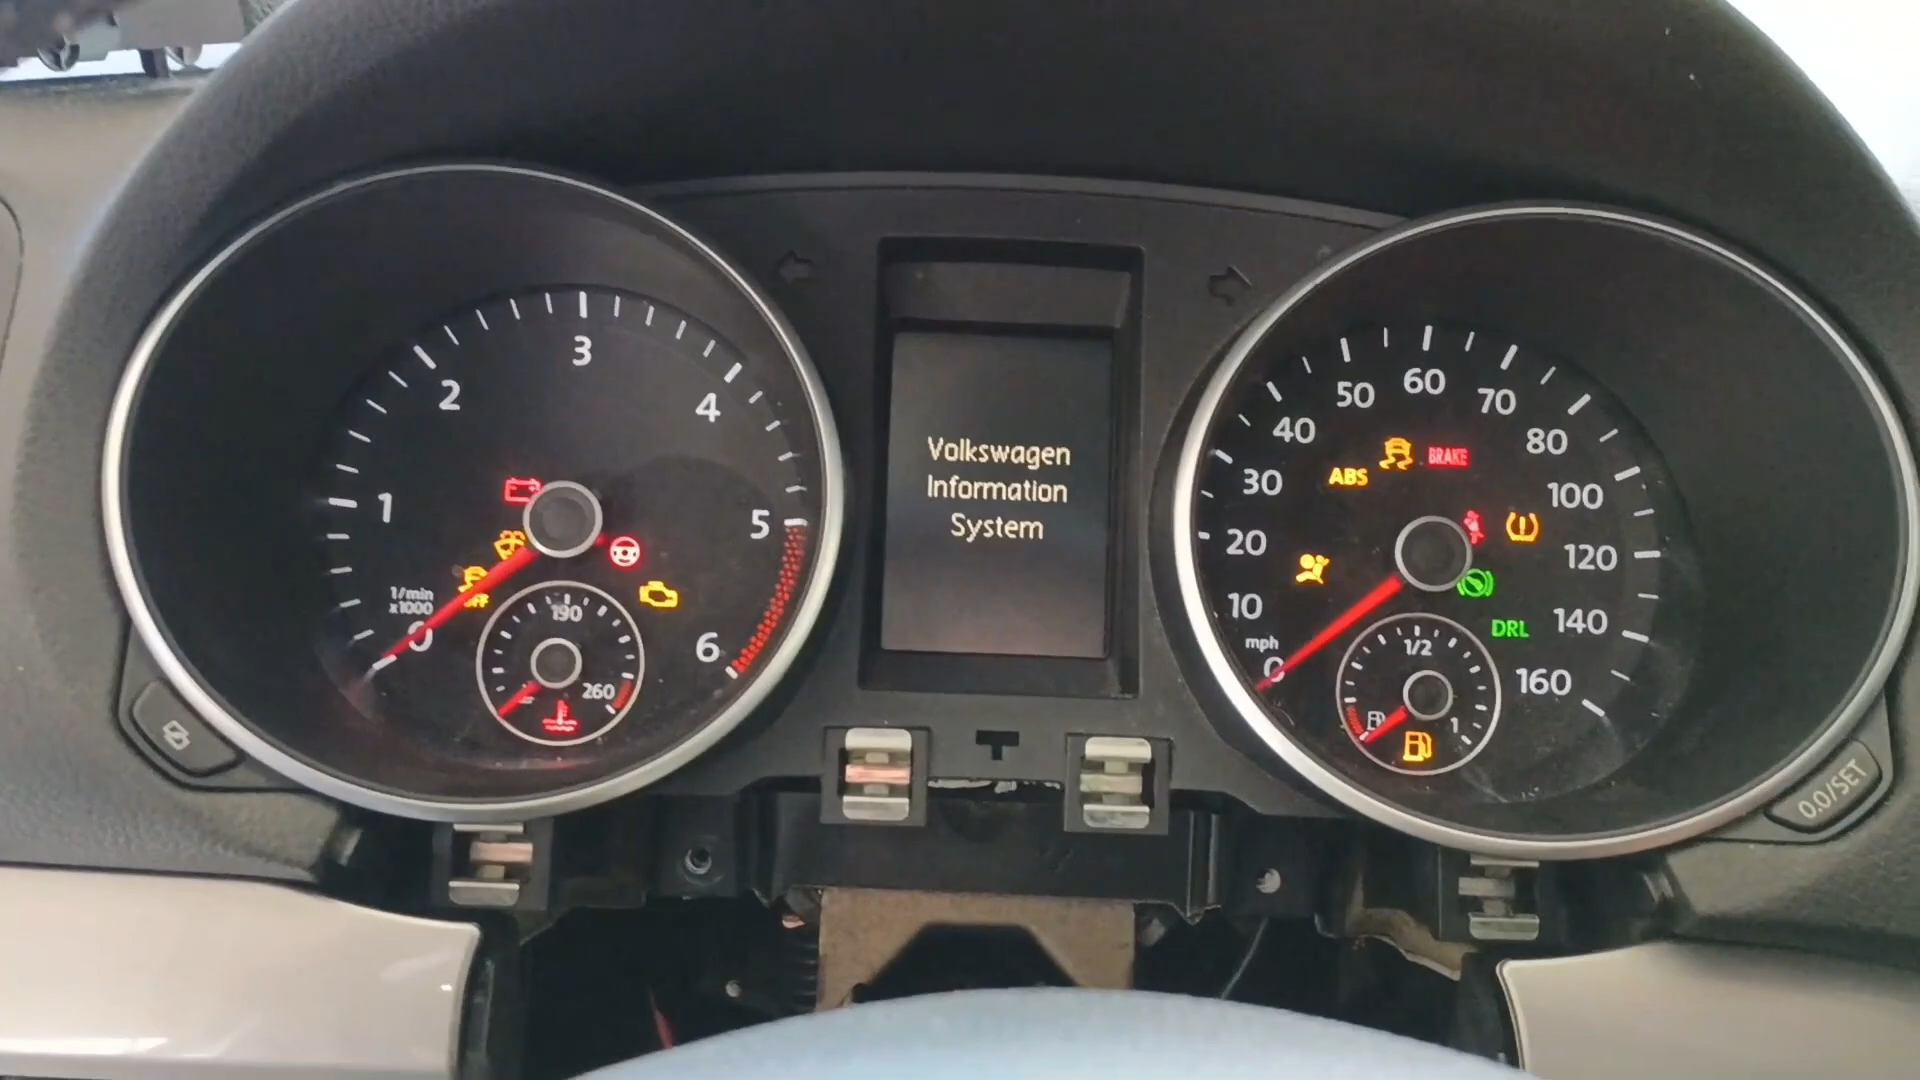 3
2
4
1
5
1/min
x1000
0
6
OFF
190
260
Volkswagen
Information
System
60
50
70
40
80
ABS
BRAKE
30
100
20
120
10
140
mph
0
DRL
160
1/2
1
0.0/SET